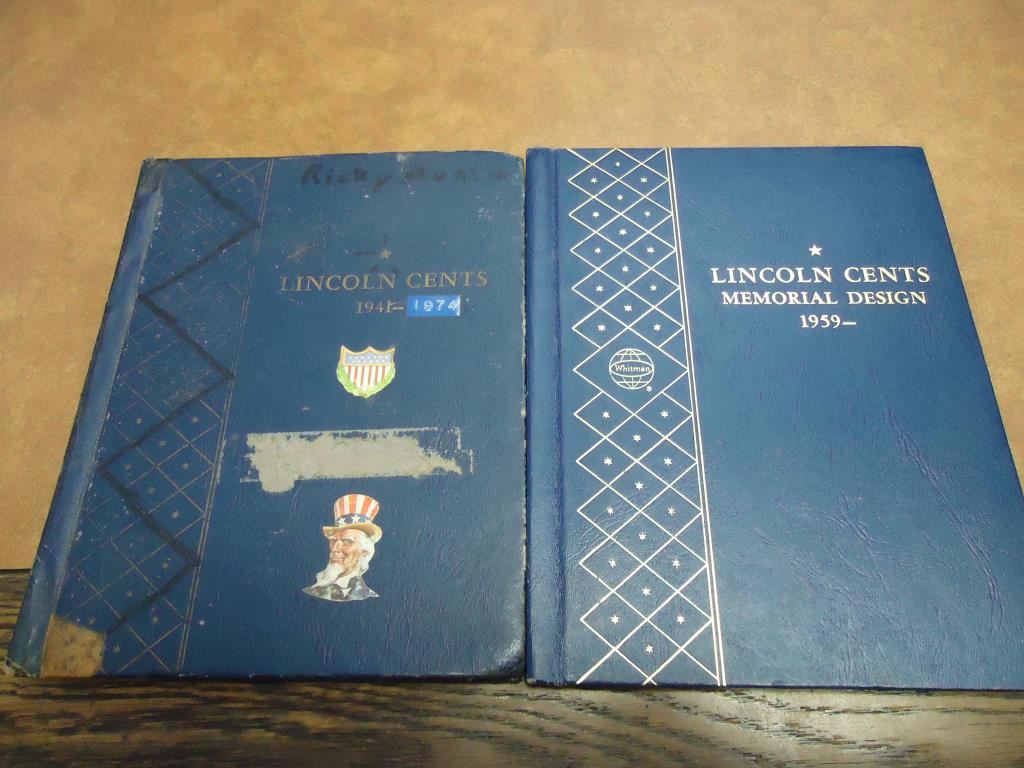 Ricky
LINCOLN CENTS
1941–1974
LINCOLN CENTS
MEMORIAL DESIGN
1959–
Whitman
®